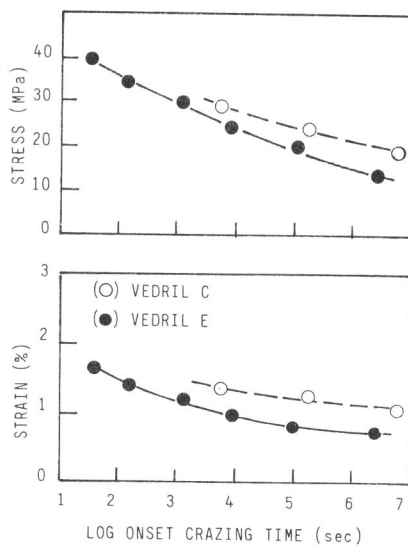 STRESS (MPa)
40
30
20
10
0
STRAIN (%)
3
2
1
0
(○) VEDRIL C
(●) VEDRIL E
1 2 3 4 5 6 7
LOG ONSET CRAZING TIME (sec)